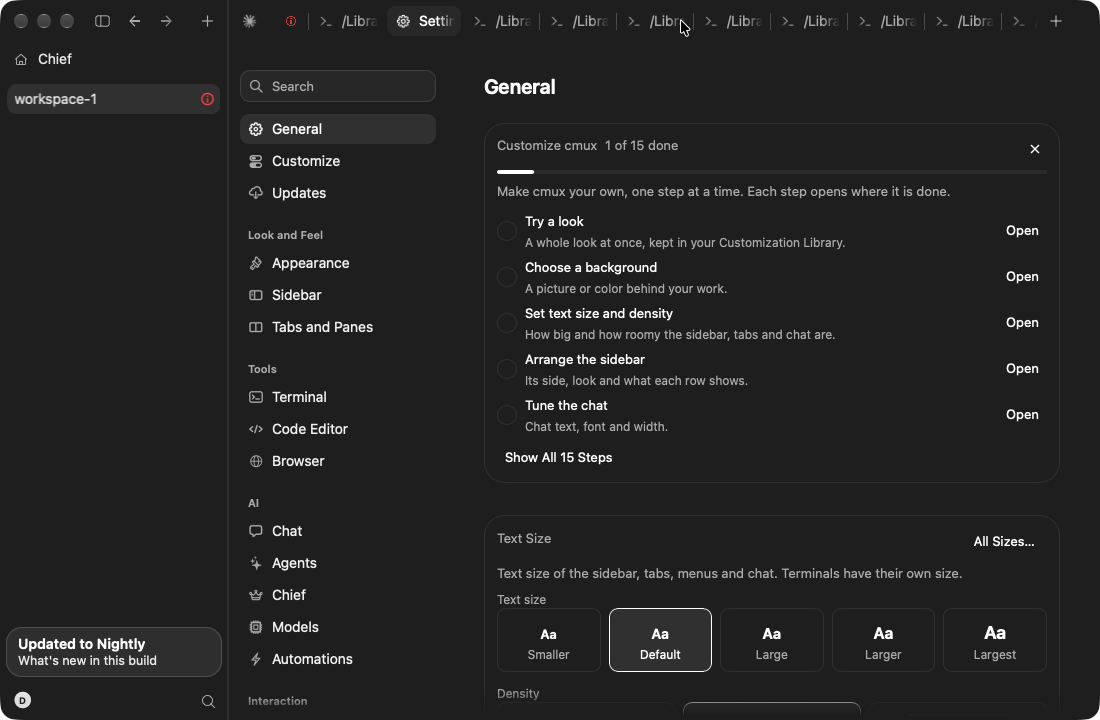 /Libra
Settin
/Libra
/Libra
/Libra
/Libra
/Libra
/Libra
/Libra
Chief
workspace-1
Search
General
Customize
Updates
Look and Feel
Appearance
Sidebar
Tabs and Panes
Tools
Terminal
Code Editor
Browser
AI
Chat
Agents
Chief
Models
Automations
Interaction
Updated to Nightly
What's new in this build
D
General
Customize cmux 1 of 15 done
Make cmux your own, one step at a time. Each step opens where it is done.
Try a look
A whole look at once, kept in your Customization Library.
Open
Choose a background
A picture or color behind your work.
Open
Set text size and density
How big and how roomy the sidebar, tabs and chat are.
Open
Arrange the sidebar
Its side, look and what each row shows.
Open
Tune the chat
Chat text, font and width.
Open
Show All 15 Steps
Text Size
All Sizes...
Text size of the sidebar, tabs, menus and chat. Terminals have their own size.
Text size
Aa Aa Aa Aa Aa
Smaller Default Large Larger Largest
Density